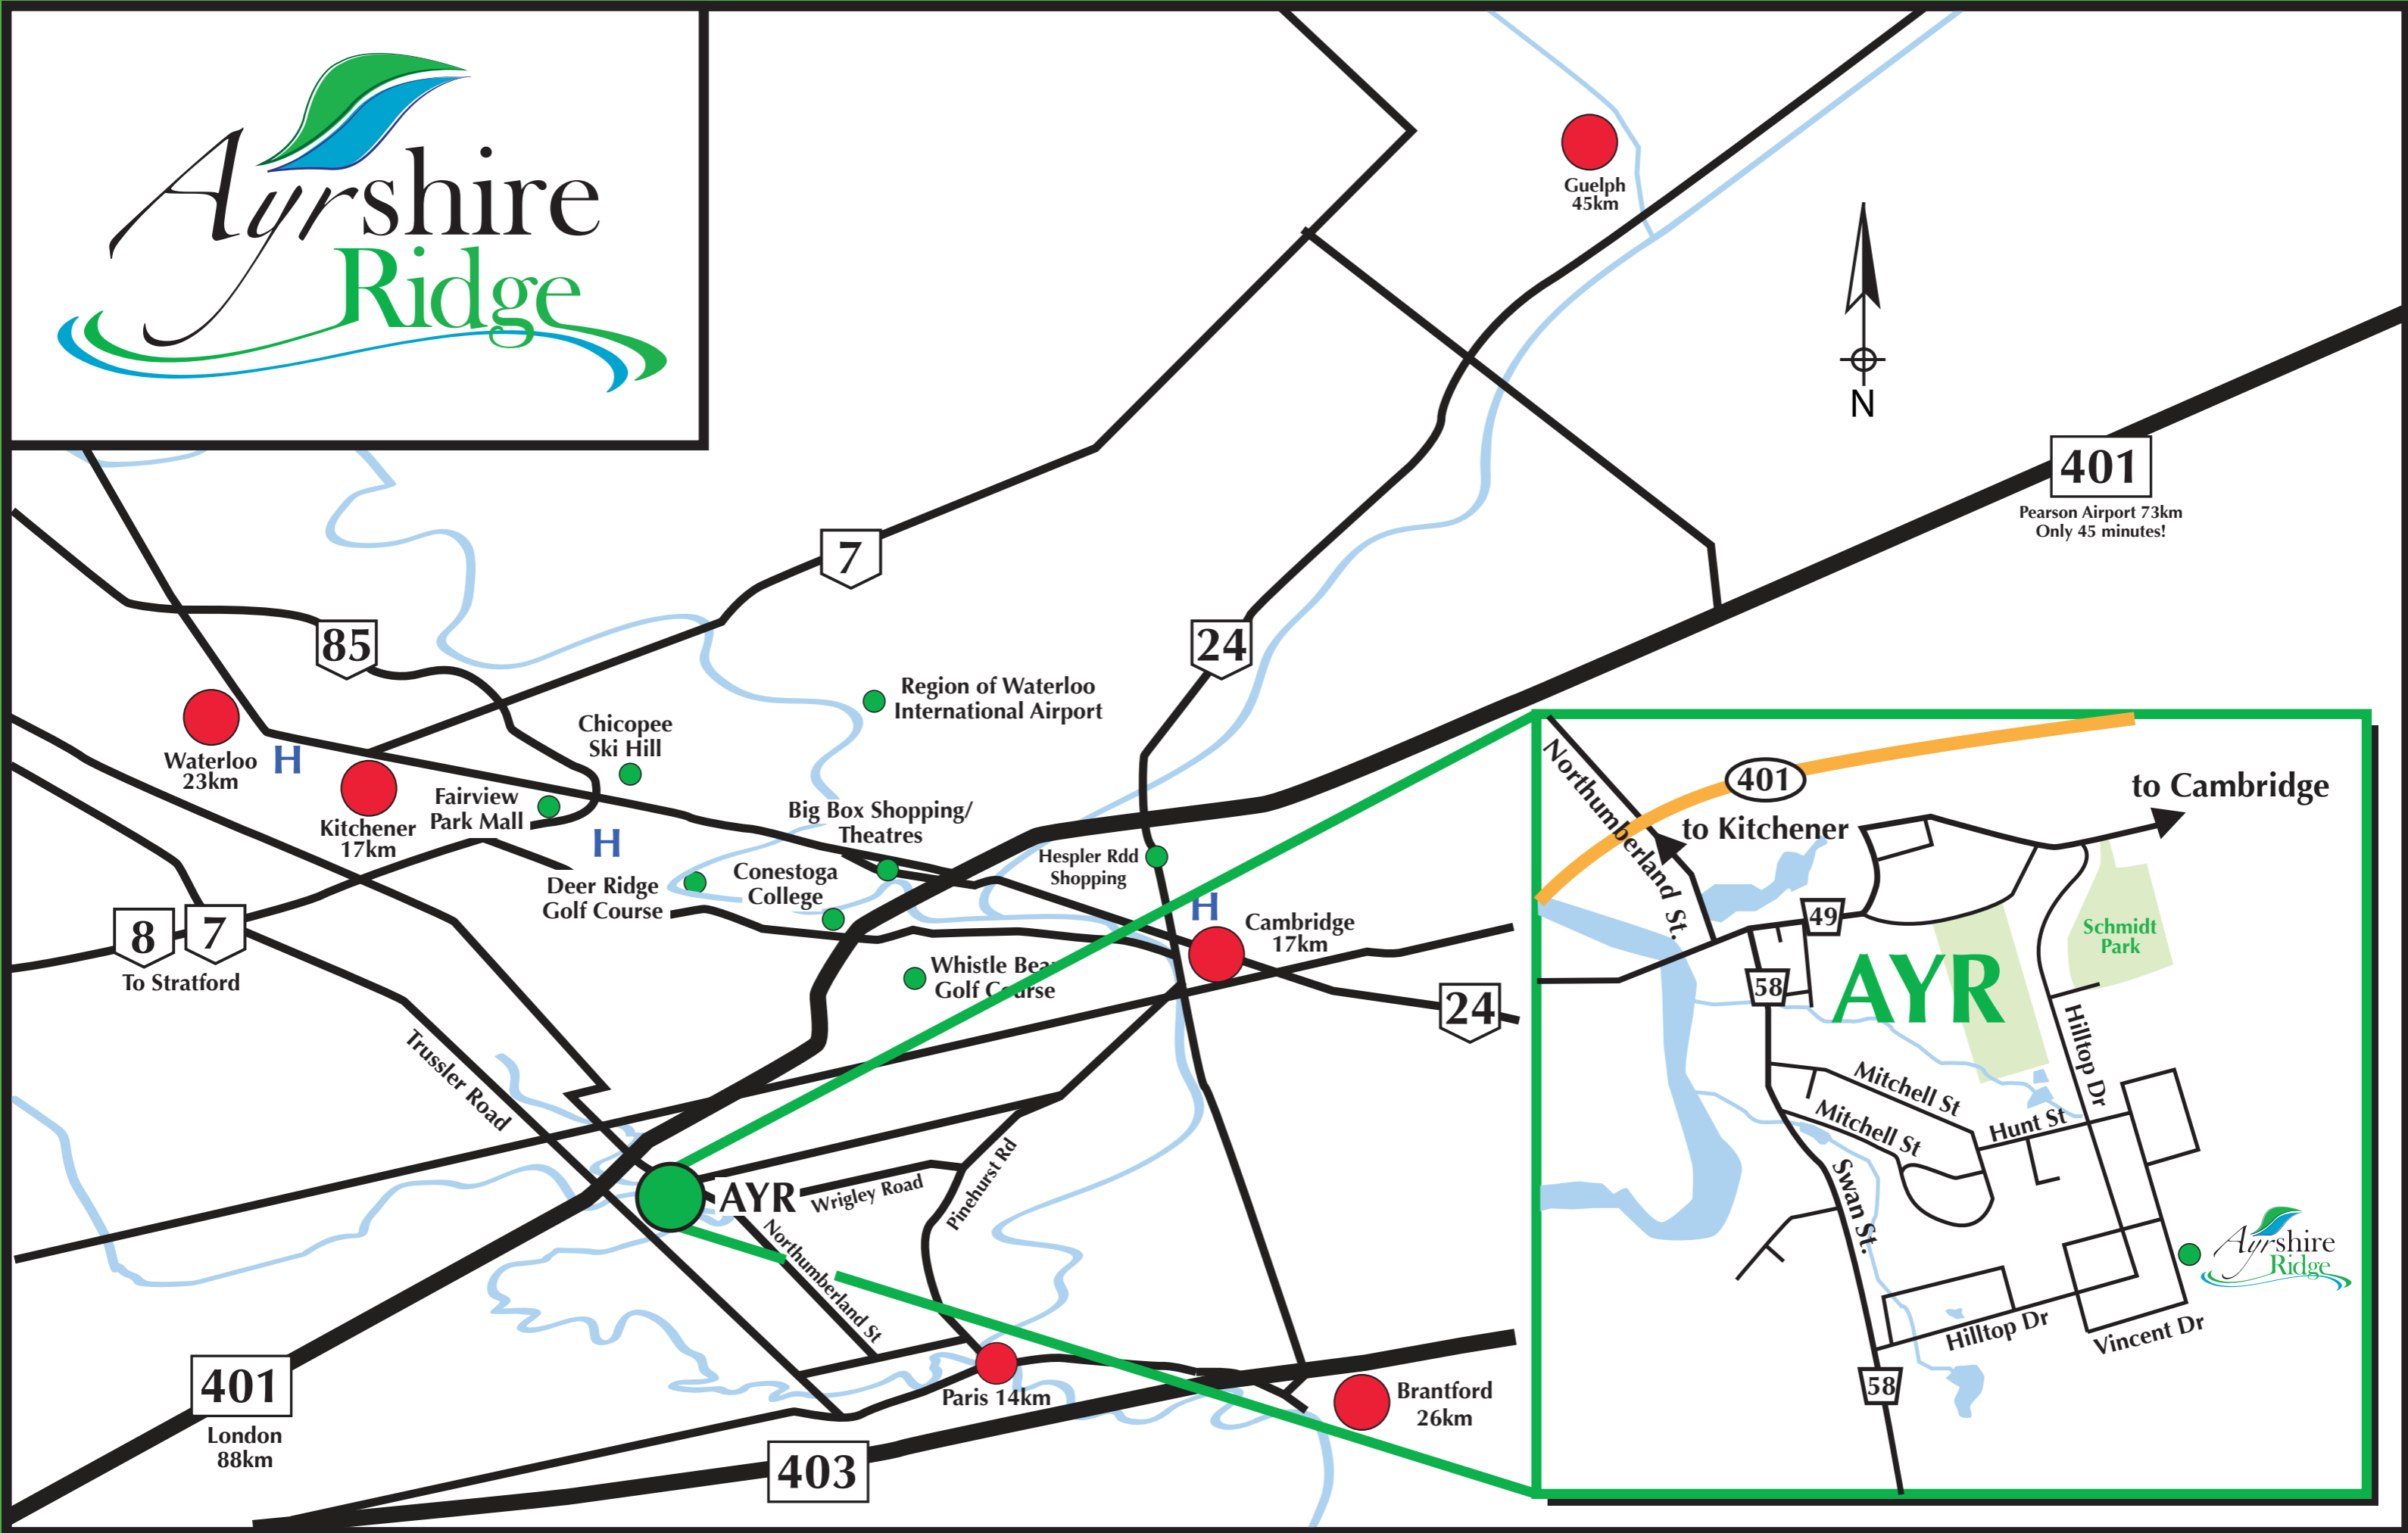 Ayrshire
Ridge
Guelph
45km
N
401
Pearson Airport 73km
Only 45 minutes!
7
85
24
Region of Waterloo
International Airport
Chicopee
Ski Hill
Waterloo
23km
H
Kitchener
17km
Fairview
Park Mall
H
Big Box Shopping/
Theatres
Hespler Rdd
Shopping
Deer Ridge
Golf Course
Conestoga
College
H
Cambridge
17km
8
7
To Stratford
Whistle Bear
Golf Course
24
Trussler Road
AYR
Wrigley Road
Pinehurst Rd
Northumberland St
Paris 14km
Brantford
26km
401
London
88km
403
Northumberland St.
401
to Cambridge
to Kitchener
49
Schmidt
Park
58
AYR
Hilltop Dr
Mitchell St
Mitchell St
Hunt St
Swan St.
Ayrshire
Ridge
Hilltop Dr
Vincent Dr
58